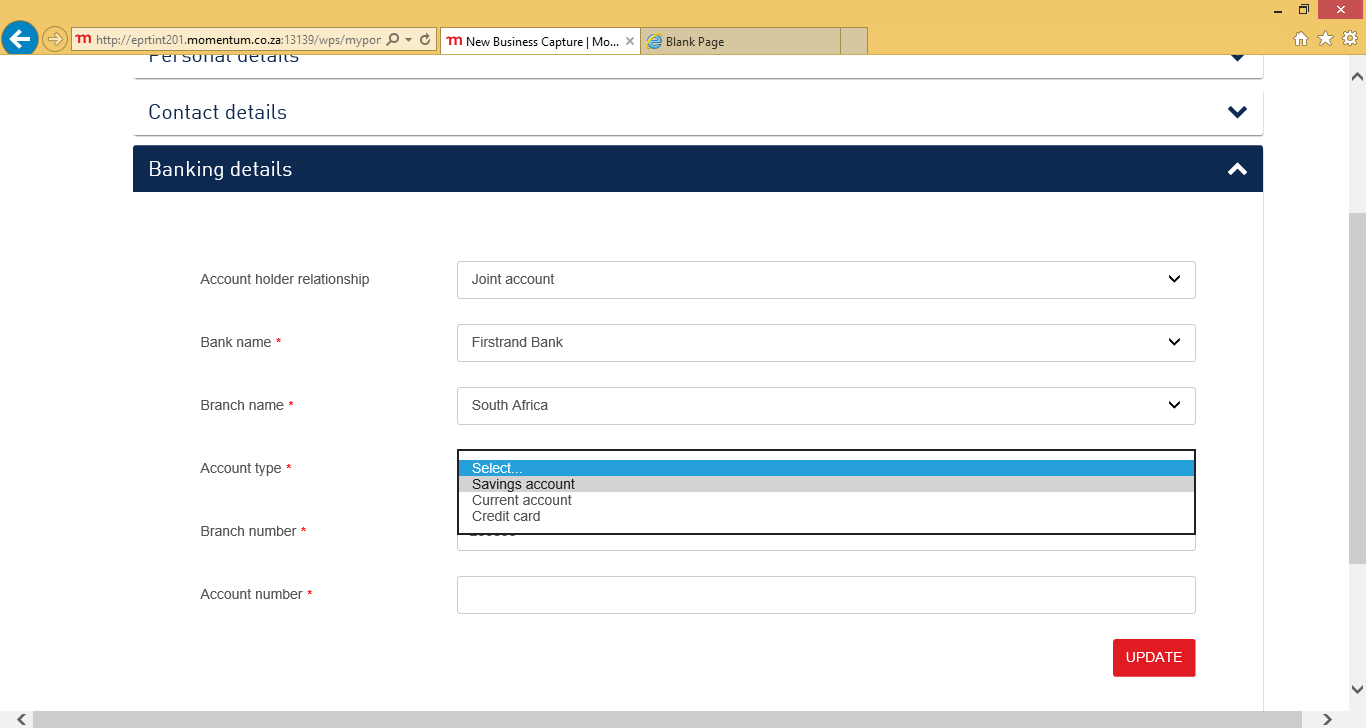 http://eprtint201.momentum.co.za:13139/wps/mypor
m New Business Capture | Mo...
Blank Page
Personal details
Contact details
Banking details
Account holder relationship
Joint account
Bank name *
Firstrand Bank
Branch name *
South Africa
Account type *
Select...
Savings account
Current account
Credit card
Branch number *
Account number *
UPDATE